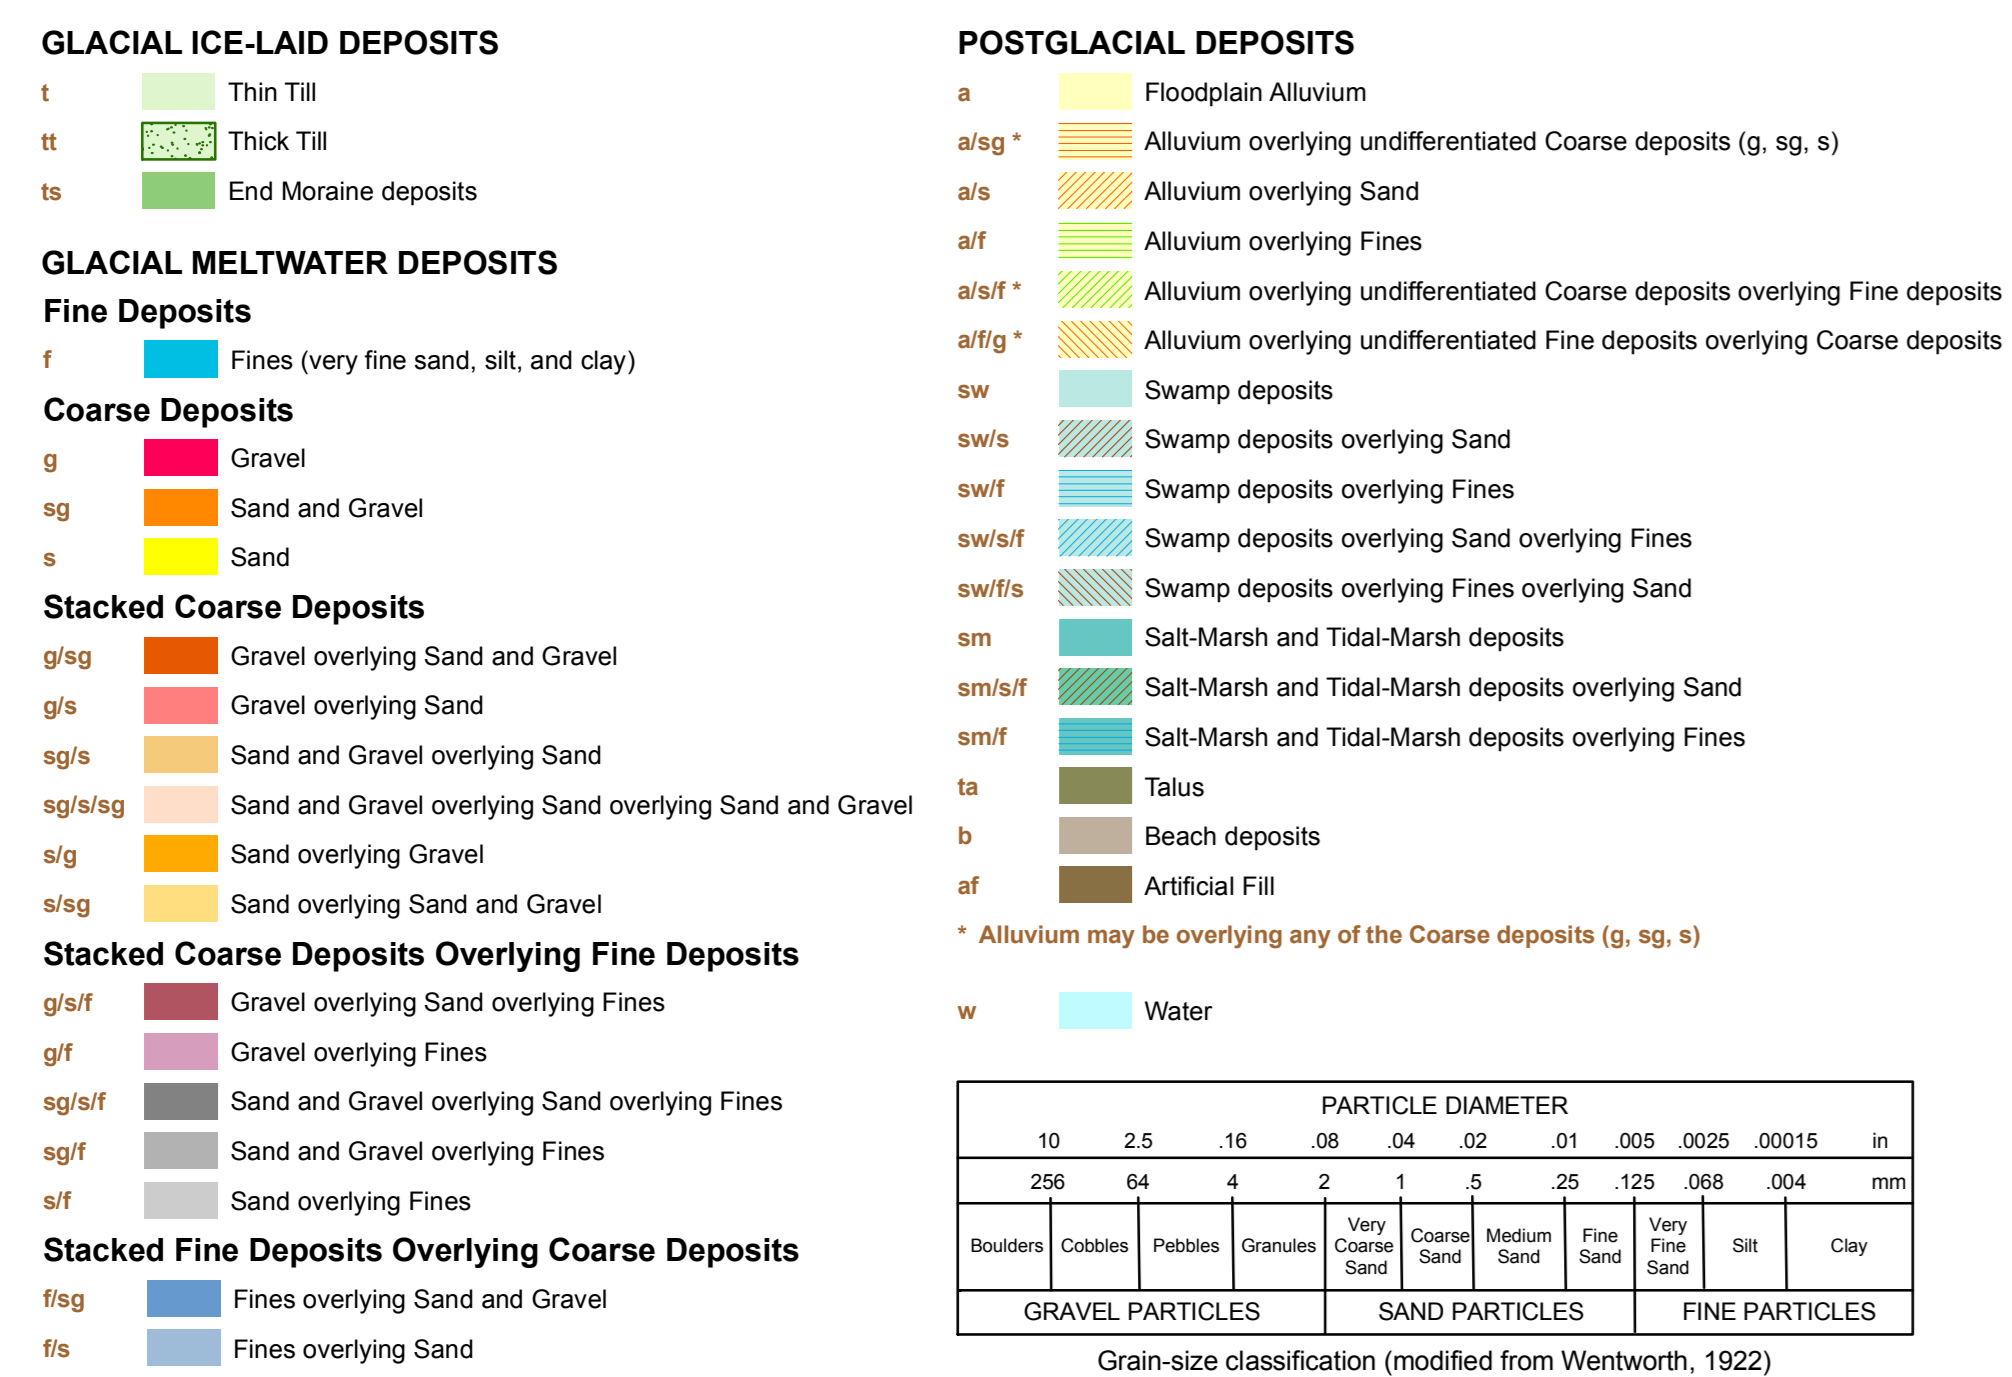 GLACIAL ICE-LAID DEPOSITS
t Thin Till
tt Thick Till
ts End Moraine deposits
GLACIAL MELTWATER DEPOSITS
Fine Deposits
f Fines (very fine sand, silt, and clay)
Coarse Deposits
g Gravel
sg Sand and Gravel
s Sand
Stacked Coarse Deposits
g/sg Gravel overlying Sand and Gravel
g/s Gravel overlying Sand
sg/s Sand and Gravel overlying Sand
sg/s/sg Sand and Gravel overlying Sand overlying Sand and Gravel
s/g Sand overlying Gravel
s/sg Sand overlying Sand and Gravel
Stacked Coarse Deposits Overlying Fine Deposits
g/s/f Gravel overlying Sand overlying Fines
g/f Gravel overlying Fines
sg/s/f Sand and Gravel overlying Sand overlying Fines
sg/f Sand and Gravel overlying Fines
s/f Sand overlying Fines
Stacked Fine Deposits Overlying Coarse Deposits
f/sg Fines overlying Sand and Gravel
f/s Fines overlying Sand
POSTGLACIAL DEPOSITS
a Floodplain Alluvium
a/sg * Alluvium overlying undifferentiated Coarse deposits (g, sg, s)
a/s Alluvium overlying Sand
a/f Alluvium overlying Fines
a/s/f * Alluvium overlying undifferentiated Coarse deposits overlying Fine deposits
a/f/g * Alluvium overlying undifferentiated Fine deposits overlying Coarse deposits
sw Swamp deposits
sw/s Swamp deposits overlying Sand
sw/f Swamp deposits overlying Fines
sw/s/f Swamp deposits overlying Sand overlying Fines
sw/f/s Swamp deposits overlying Fines overlying Sand
sm Salt-Marsh and Tidal-Marsh deposits
sm/s/f Salt-Marsh and Tidal-Marsh deposits overlying Sand
sm/f Salt-Marsh and Tidal-Marsh deposits overlying Fines
ta Talus
b Beach deposits
af Artificial Fill
* Alluvium may be overlying any of the Coarse deposits (g, sg, s)
w Water
PARTICLE DIAMETER
10 2.5 .16 .08 .04 .02 .01 .005 .0025 .00015 in
256 64 4 2 1 .5 .25 .125 .068 .004 mm
Boulders Cobbles Pebbles Granules Very Coarse Sand Coarse Sand Medium Sand Fine Sand Very Fine Sand Silt Clay
GRAVEL PARTICLES SAND PARTICLES FINE PARTICLES
Grain-size classification (modified from Wentworth, 1922)